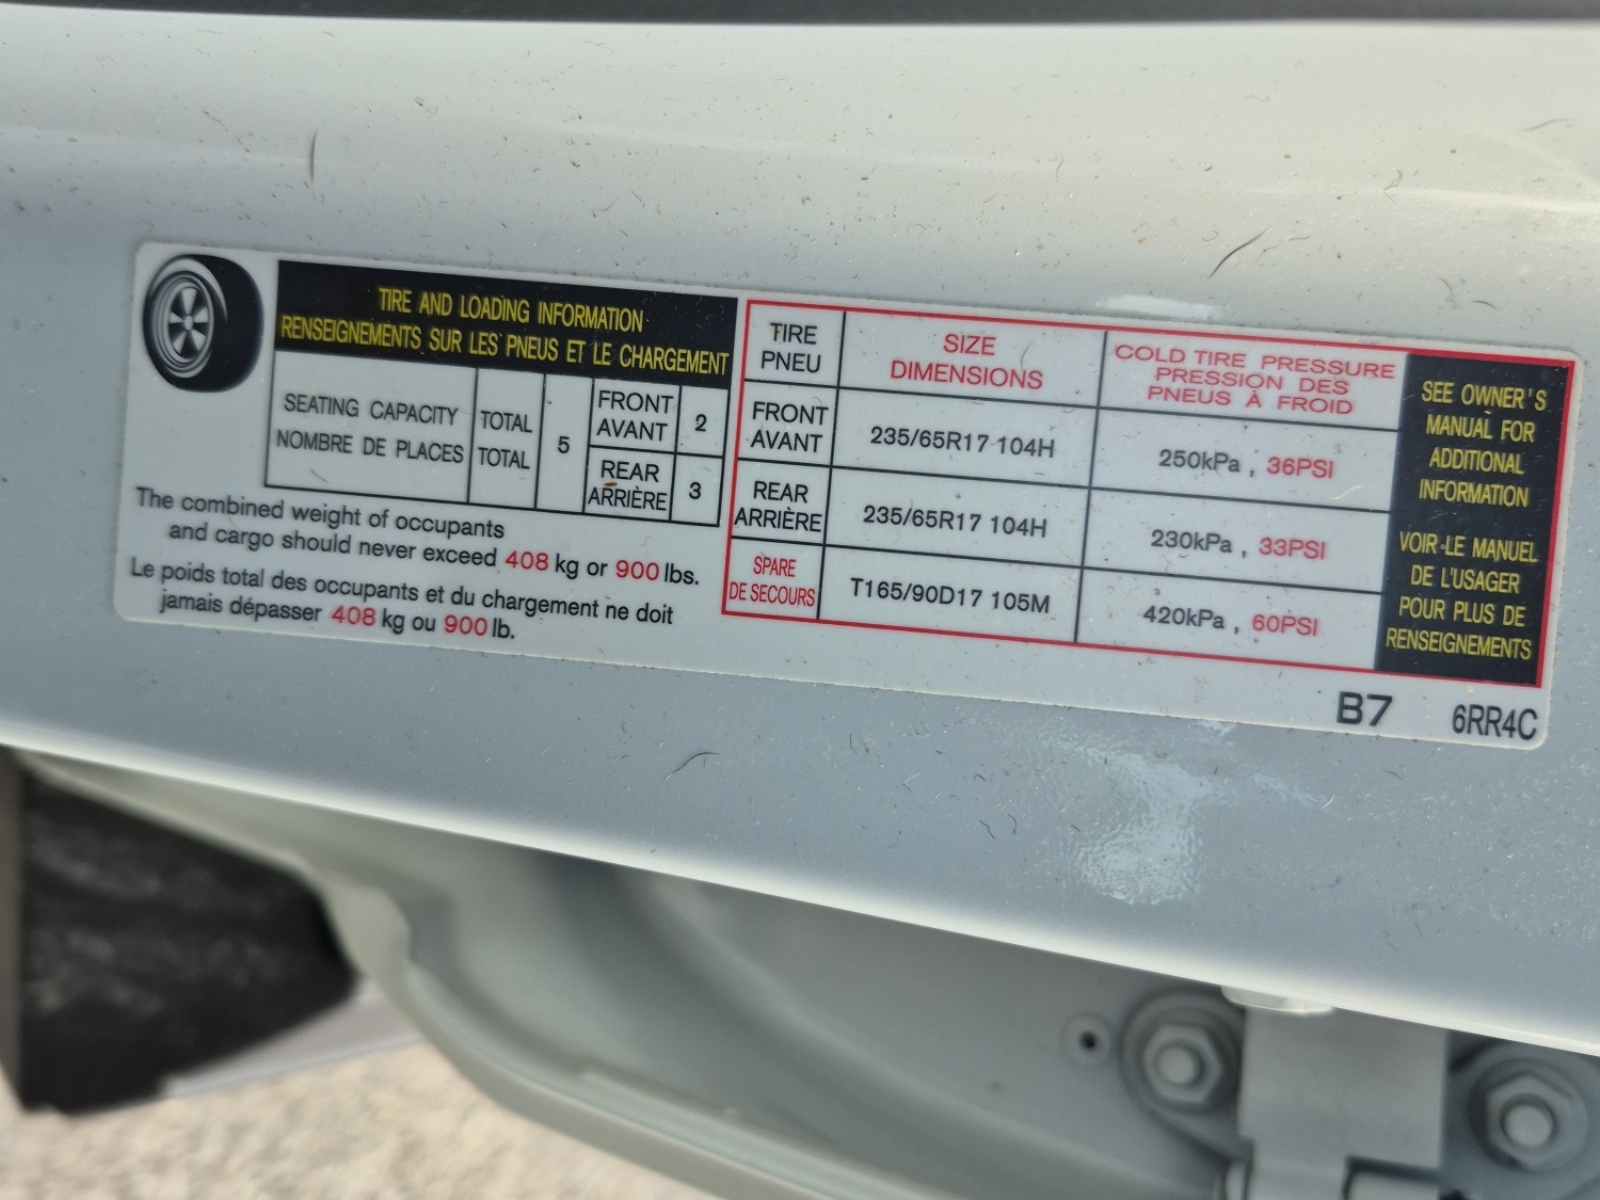 TIRE AND LOADING INFORMATION
RENSEIGNEMENTS SUR LES PNEUS ET LE CHARGEMENT
SEATING CAPACITY
NOMBRE DE PLACES
TOTAL
TOTAL
5
FRONT
AVANT
2
REAR
ARRIÈRE
3
The combined weight of occupants
and cargo should never exceed 408 kg or 900 lbs.
Le poids total des occupants et du chargement ne doit
jamais dépasser 408 kg ou 900 lb.
TIRE
PNEU
SIZE
DIMENSIONS
COLD TIRE PRESSURE
PRESSION DES
PNEUS À FROID
FRONT
AVANT
235/65R17 104H
250kPa , 36PSI
REAR
ARRIÈRE
235/65R17 104H
230kPa , 33PSI
SPARE
DE SECOURS
T165/90D17 105M
420kPa , 60PSI
SEE OWNER'S
MANUAL FOR
ADDITIONAL
INFORMATION
VOIR-LE MANUEL
DE L'USAGER
POUR PLUS DE
RENSEIGNEMENTS
B7 6RR4C